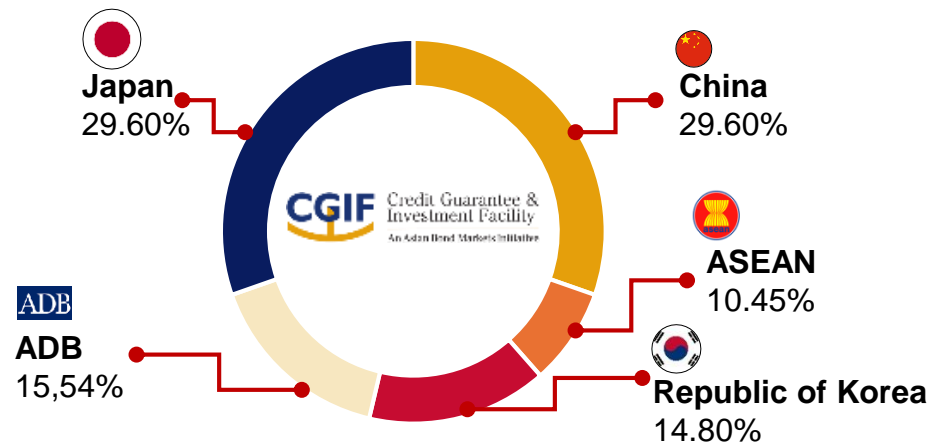 Japan
29.60%
China
29.60%
CGIF
Credit Guarantee &
Investment Facility
An Asian Bond Markets Initiative
asean
ASEAN
10.45%
ADB
ADB
15,54%
Republic of Korea
14.80%